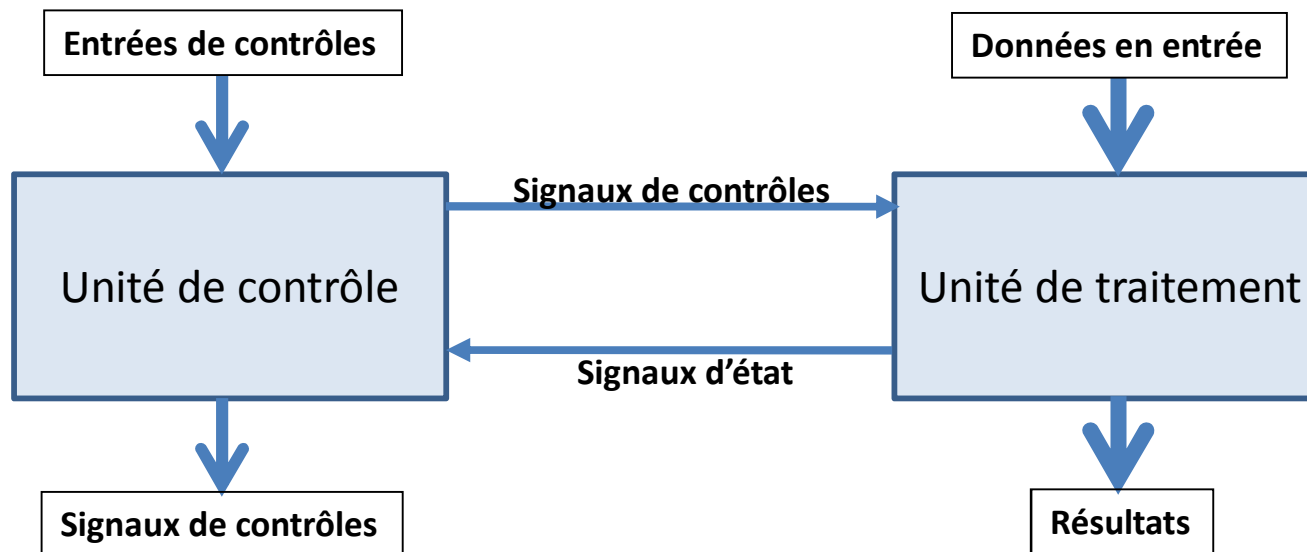 Entrées de contrôles
Données en entrée
Signaux de contrôles
Unité de contrôle
Unité de traitement
Signaux d’état
Signaux de contrôles
Résultats